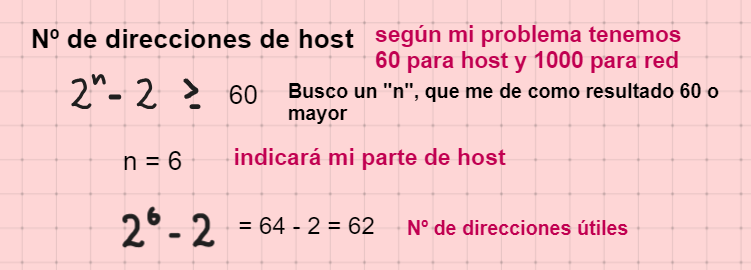 Nº de direcciones de host
según mi problema tenemos
60 para host y 1000 para red
2ⁿ - 2 ≥ 60
Busco un "n", que me de como resultado 60 o
mayor
n = 6
indicará mi parte de host
2⁶ - 2 = 64 - 2 = 62
Nº de direcciones útiles